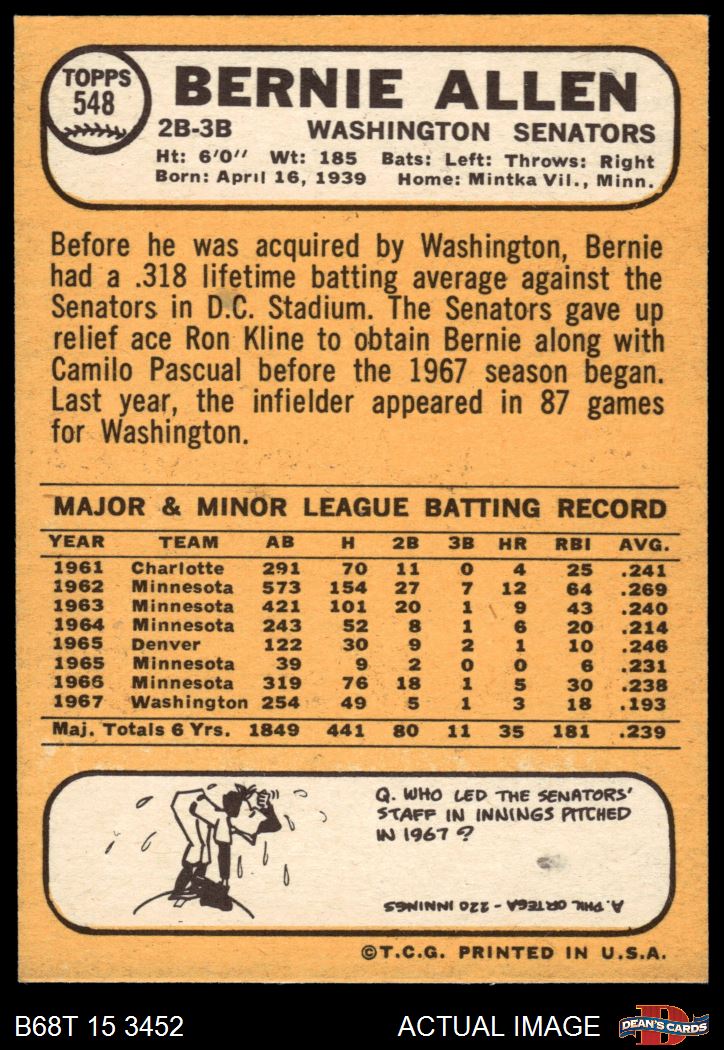 TOPPS
548
BERNIE ALLEN
2B-3B WASHINGTON SENATORS
Ht: 6'0'' Wt: 185 Bats: Left: Throws: Right
Born: April 16, 1939 Home: Mintka Vil., Minn.
Before he was acquired by Washington, Bernie
had a .318 lifetime batting average against the
Senators in D.C. Stadium. The Senators gave up
relief ace Ron Kline to obtain Bernie along with
Camilo Pascual before the 1967 season began.
Last year, the infielder appeared in 87 games
for Washington.
MAJOR & MINOR LEAGUE BATTING RECORD
YEAR TEAM AB H 2B 3B HR RBI AVG.
1961 Charlotte 291 70 11 0 4 25 .241
1962 Minnesota 573 154 27 7 12 64 .269
1963 Minnesota 421 101 20 1 9 43 .240
1964 Minnesota 243 52 8 1 6 20 .214
1965 Denver 122 30 9 2 1 10 .246
1965 Minnesota 39 9 2 0 0 6 .231
1966 Minnesota 319 76 18 1 5 30 .238
1967 Washington 254 49 5 1 3 18 .193
Maj. Totals 6 Yrs. 1849 441 80 11 35 181 .239
Q. WHO LED THE SENATORS'
STAFF IN INNINGS PITCHED
IN 1967?
A. PHIL ORTEGA - 220 INNINGS
©T.C.G. PRINTED IN U.S.A.
B68T 15 3452 ACTUAL IMAGE
D
DEAN'S CARDS